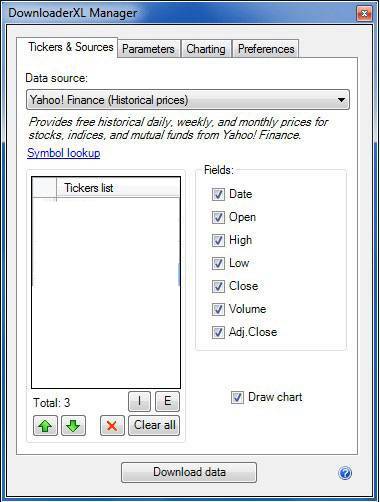 DownloaderXL Manager
Tickers & Sources Parameters Charting Preferences
Data source:
Yahoo! Finance (Historical prices)
Provides free historical daily, weekly, and monthly prices for
stocks, indices, and mutual funds from Yahoo! Finance.
Symbol lookup
Tickers list
Fields:
Date
Open
High
Low
Close
Volume
Adj.Close
Total: 3
I E
Clear all
Draw chart
Download data
?